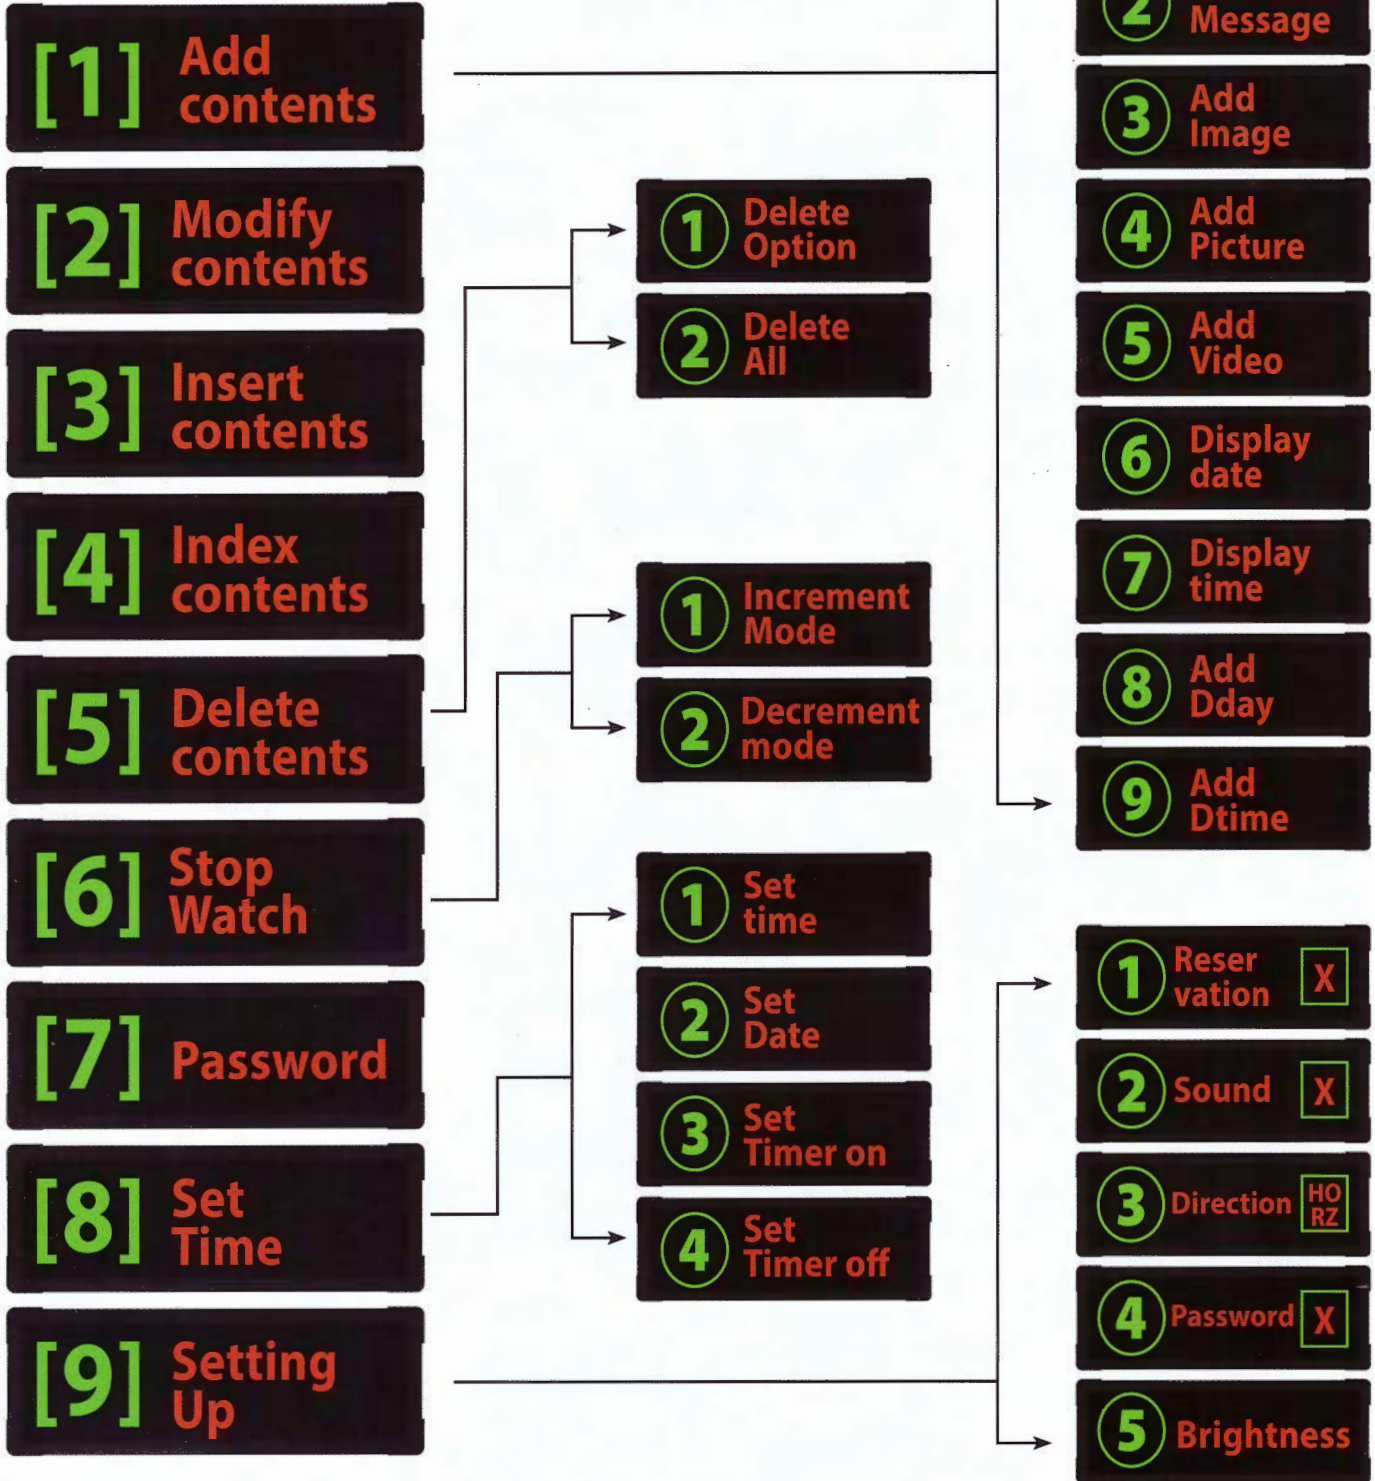 [1] Add
contents
[2] Modify
contents
[3] Insert
contents
[4] Index
contents
[5] Delete
contents
[6] Stop
Watch
[7] Password
[8] Set
Time
[9] Setting
Up
1 Delete
Option
2 Delete
All
1 Increment
Mode
2 Decrement
mode
1 Set
time
2 Set
Date
3 Set
Timer on
4 Set
Timer off
2
Message
3 Add
Image
4 Add
Picture
5 Add
Video
6 Display
date
7 Display
time
8 Add
Dday
9 Add
Dtime
1 Reser
vation X
2 Sound X
3 Direction HO
RZ
4 Password X
5 Brightness